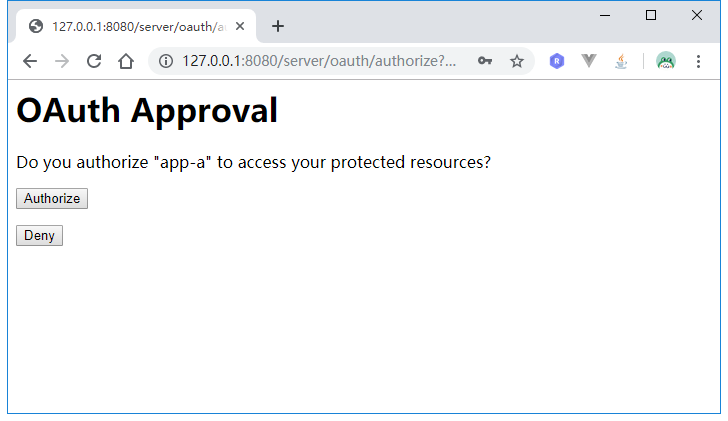 127.0.0.1:8080/server/oauth/a
127.0.0.1:8080/server/oauth/authorize?...
OAuth Approval
Do you authorize "app-a" to access your protected resources?
Authorize
Deny